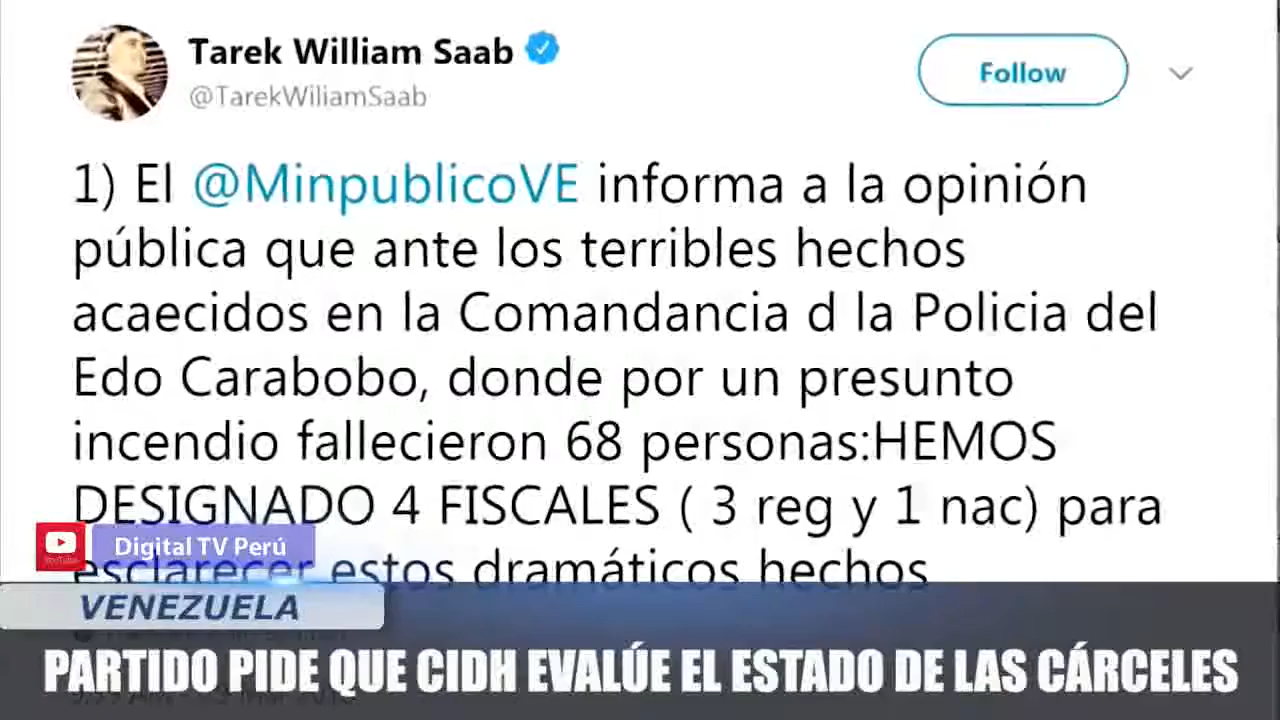 Tarek William Saab
@TarekWiliamSaab
Follow
1) El @MinpublicoVE informa a la opinión
pública que ante los terribles hechos
acaecidos en la Comandancia d la Policia del
Edo Carabobo, donde por un presunto
incendio fallecieron 68 personas:HEMOS
DESIGNADO 4 FISCALES ( 3 reg y 1 nac) para
esclarecer estos dramáticos hechos
YouTube
Digital TV Perú
VENEZUELA
PARTIDO PIDE QUE CIDH EVALÚE EL ESTADO DE LAS CÁRCELES